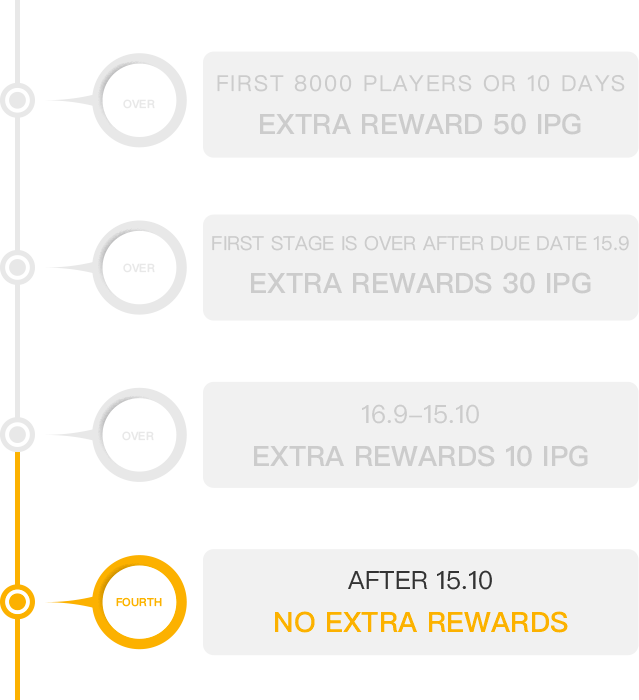 OVER
FIRST 8000 PLAYERS OR 10 DAYS
EXTRA REWARD 50 IPG
OVER
FIRST STAGE IS OVER AFTER DUE DATE 15.9
EXTRA REWARDS 30 IPG
OVER
16.9–15.10
EXTRA REWARDS 10 IPG
FOURTH
AFTER 15.10
NO EXTRA REWARDS